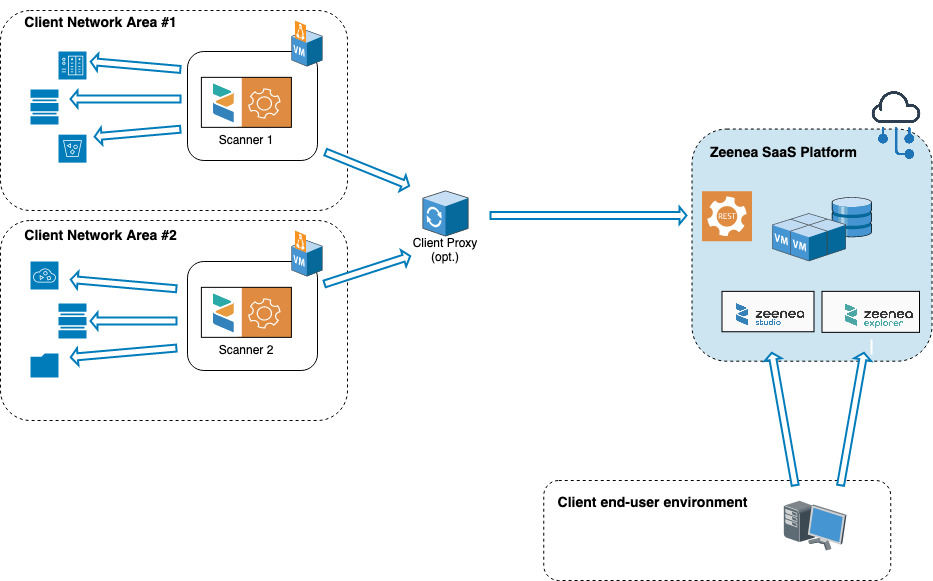 Client Network Area #1
VM
Scanner 1
Client Network Area #2
VM
Scanner 2
Client Proxy
(opt.)
Zeenea SaaS Platform
REST
VM VM
zeenea
studio
zeenea
explorer
Client end-user environment